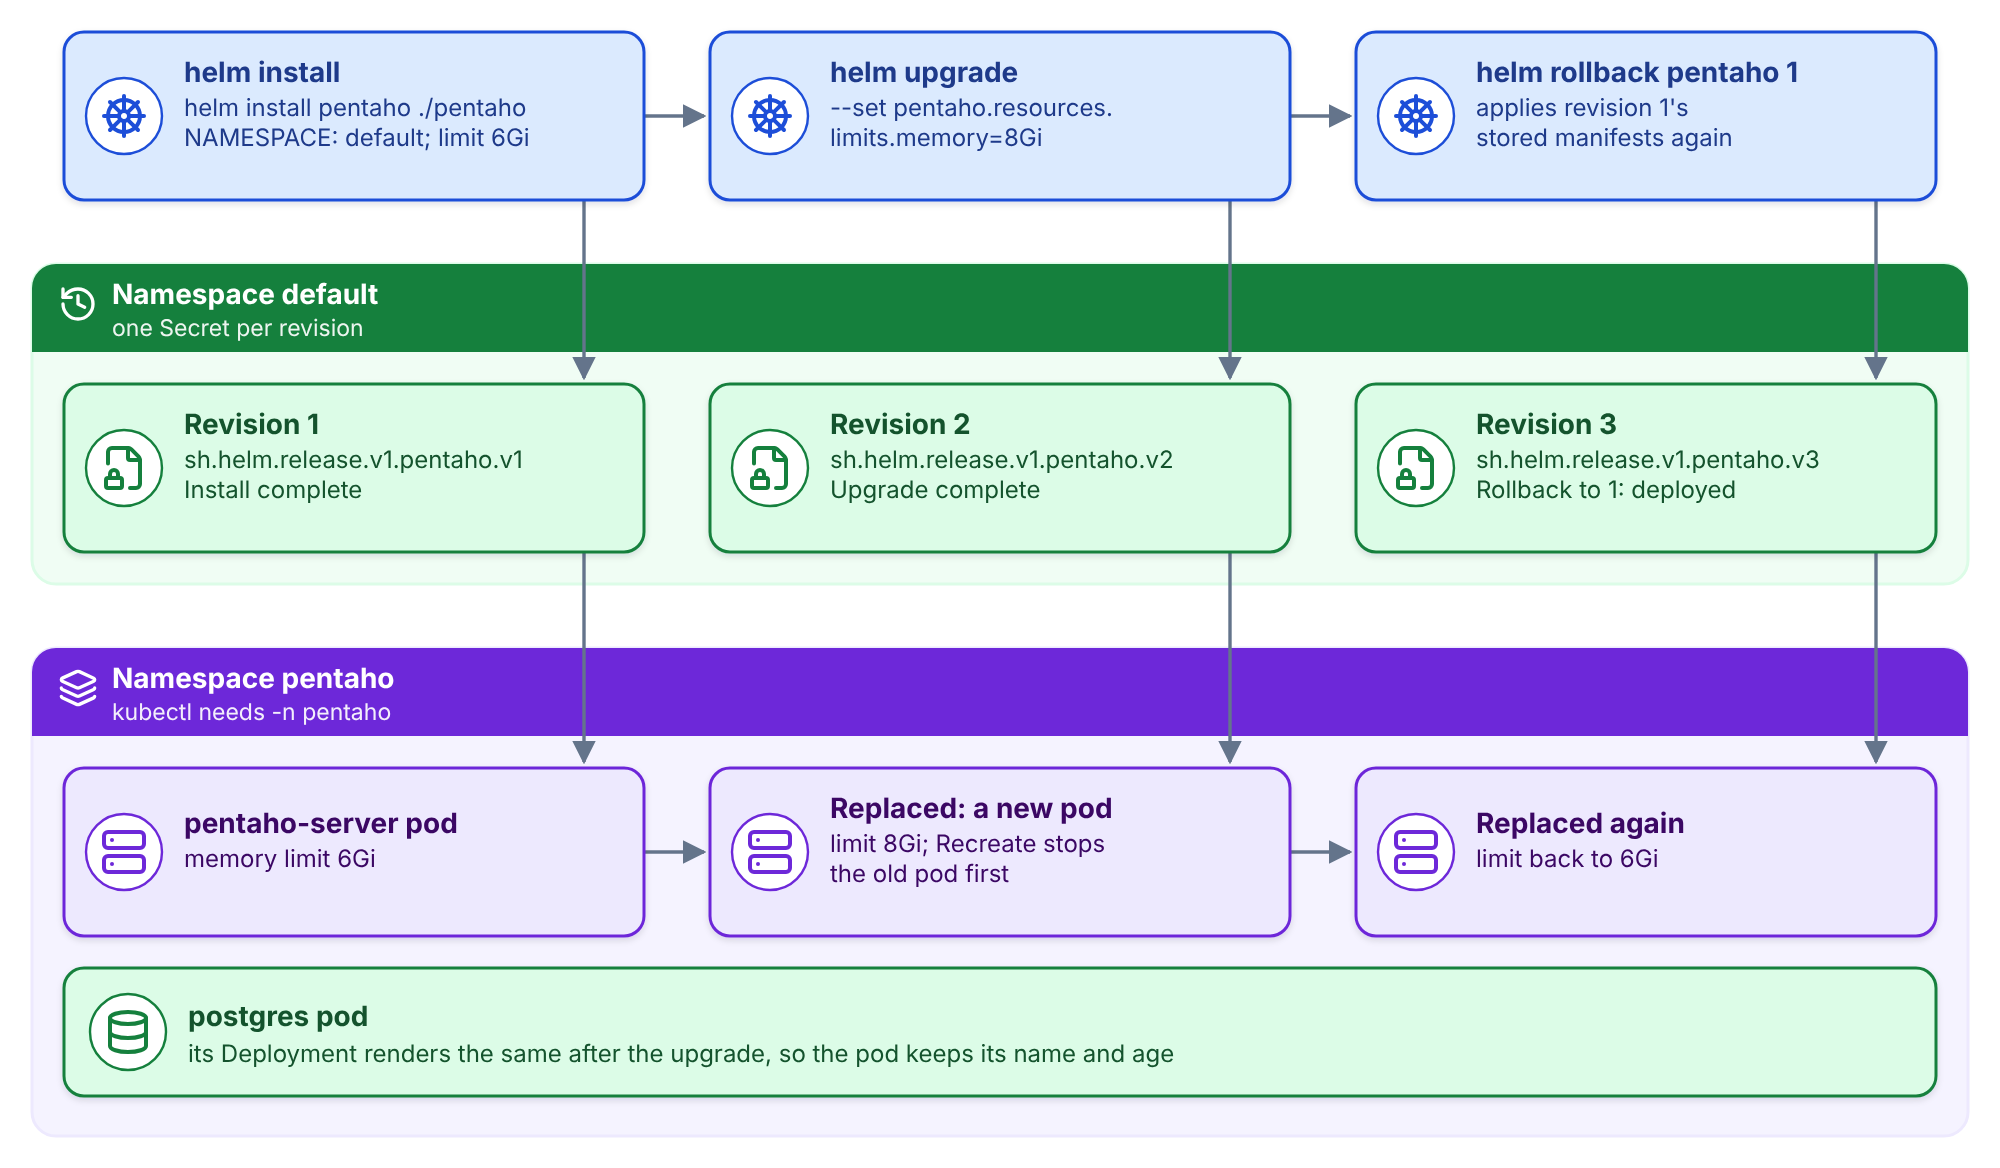 helm install
helm install pentaho ./pentaho
NAMESPACE: default; limit 6Gi
helm upgrade
--set pentaho.resources.
limits.memory=8Gi
helm rollback pentaho 1
applies revision 1's
stored manifests again
Namespace default
one Secret per revision
Revision 1
sh.helm.release.v1.pentaho.v1
Install complete
Revision 2
sh.helm.release.v1.pentaho.v2
Upgrade complete
Revision 3
sh.helm.release.v1.pentaho.v3
Rollback to 1: deployed
Namespace pentaho
kubectl needs -n pentaho
pentaho-server pod
memory limit 6Gi
Replaced: a new pod
limit 8Gi; Recreate stops
the old pod first
Replaced again
limit back to 6Gi
postgres pod
its Deployment renders the same after the upgrade, so the pod keeps its name and age